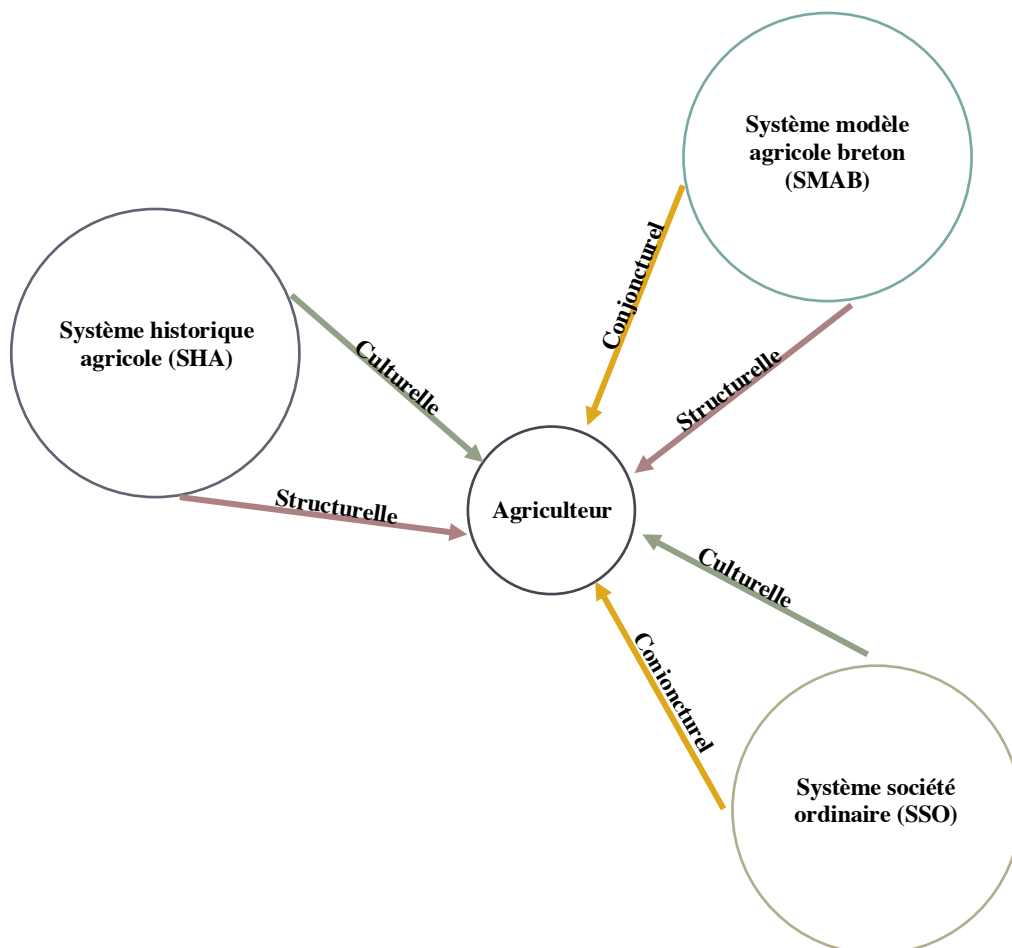 Système modèle
agricole breton
(SMAB)
Conjoncturel
Structurelle
Système historique
agricole (SHA)
Culturelle
Structurelle
Agriculteur
Culturelle
Conjoncturel
Système société
ordinaire (SSO)